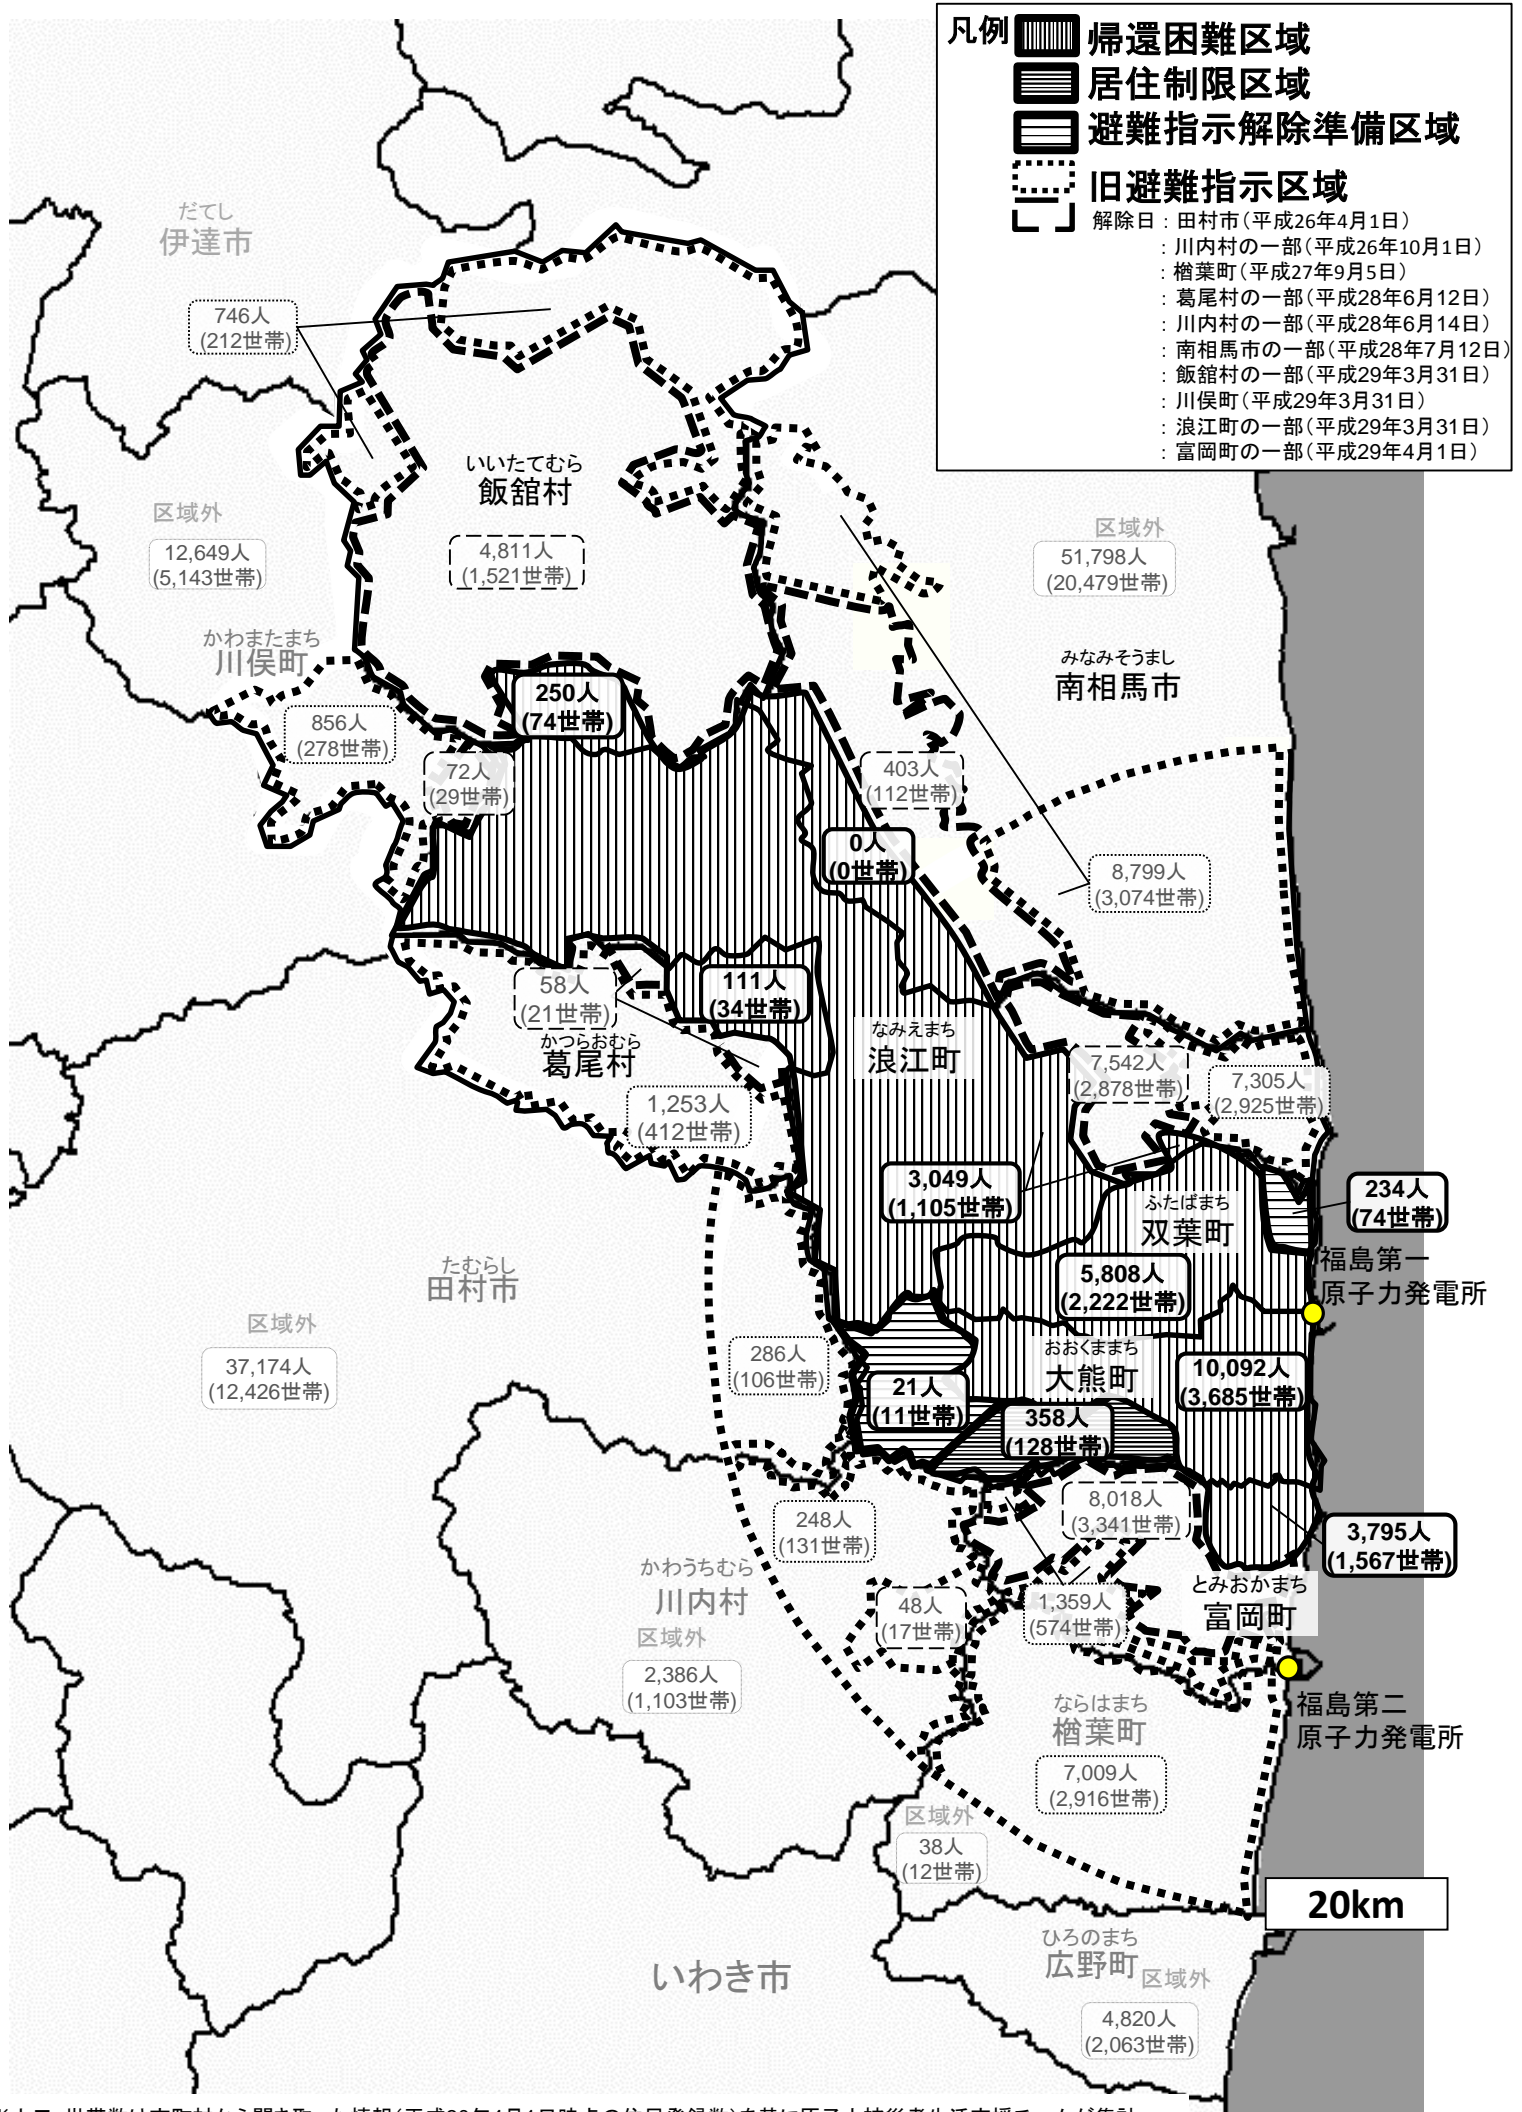 凡例
帰還困難区域
居住制限区域
避難指示解除準備区域
旧避難指示区域
解除日：田村市（平成26年4月1日）
：川内村の一部（平成26年10月1日）
：楢葉町（平成27年9月5日）
：葛尾村の一部（平成28年6月12日）
：川内村の一部（平成28年6月14日）
：南相馬市の一部（平成28年7月12日）
：飯舘村の一部（平成29年3月31日）
：川俣町（平成29年3月31日）
：浪江町の一部（平成29年3月31日）
：富岡町の一部（平成29年4月1日）
だてし
伊達市
746人
(212世帯)
いいたてむら
飯舘村
4,811人
(1,521世帯)
区域外
12,649人
(5,143世帯)
かわまたまち
川俣町
856人
(278世帯)
72人
(29世帯)
250人
(74世帯)
区域外
51,798人
(20,479世帯)
みなみそうまし
南相馬市
403人
(112世帯)
0人
(0世帯)
8,799人
(3,074世帯)
58人
(21世帯)
111人
(34世帯)
かつらおむら
葛尾村
1,253人
(412世帯)
なみえまち
浪江町
7,542人
(2,878世帯)
7,305人
(2,925世帯)
3,049人
(1,105世帯)
ふたばまち
双葉町
234人
(74世帯)
5,808人
(2,222世帯)
福島第一
原子力発電所
たむらし
田村市
区域外
37,174人
(12,426世帯)
286人
(106世帯)
おおくままち
大熊町
10,092人
(3,685世帯)
21人
(11世帯)
358人
(128世帯)
8,018人
(3,341世帯)
3,795人
(1,567世帯)
248人
(131世帯)
かわうちむら
川内村
区域外
2,386人
(1,103世帯)
48人
(17世帯)
1,359人
(574世帯)
とみおかまち
富岡町
福島第二
原子力発電所
ならはまち
楢葉町
7,009人
(2,916世帯)
区域外
38人
(12世帯)
20km
ひろのまち
広野町
区域外
4,820人
(2,063世帯)
いわき市